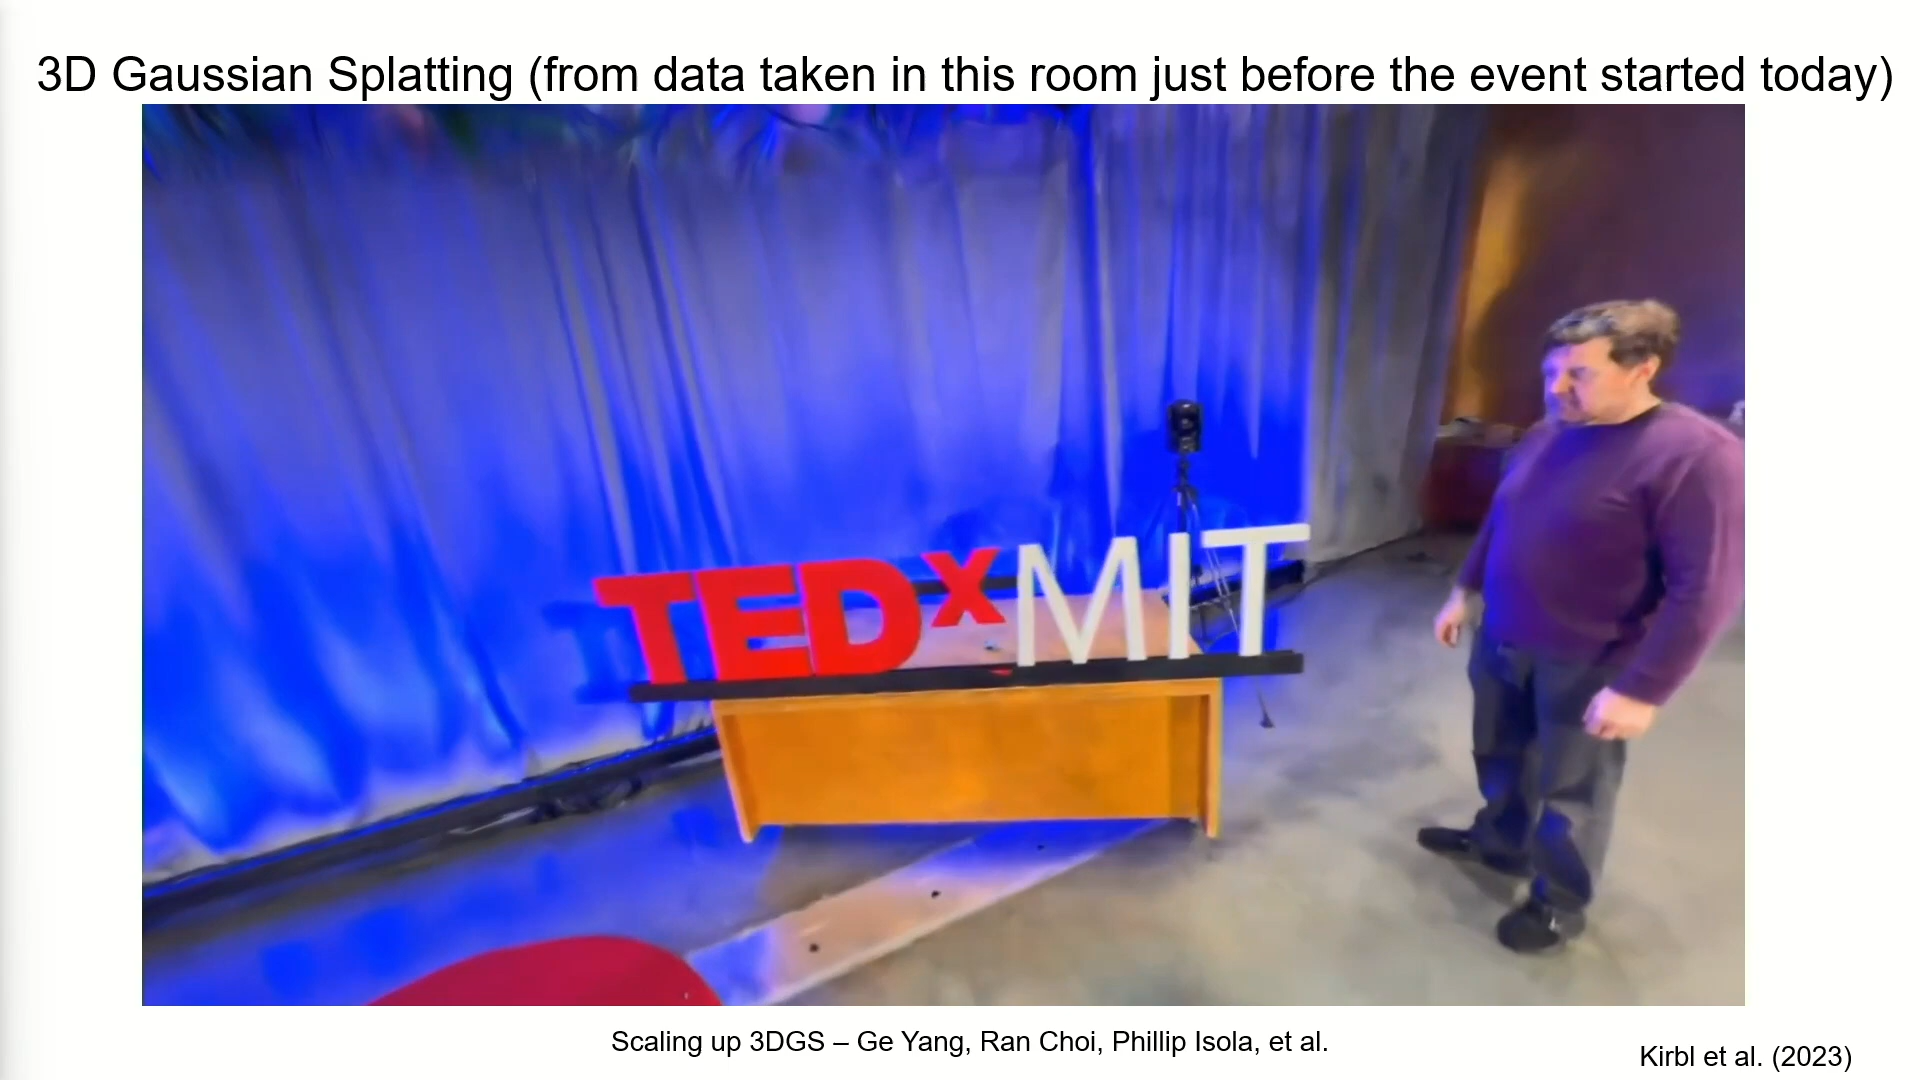 3D Gaussian Splatting (from data taken in this room just before the event started today)
TEDxMIT
Scaling up 3DGS – Ge Yang, Ran Choi, Phillip Isola, et al.
Kirbl et al. (2023)